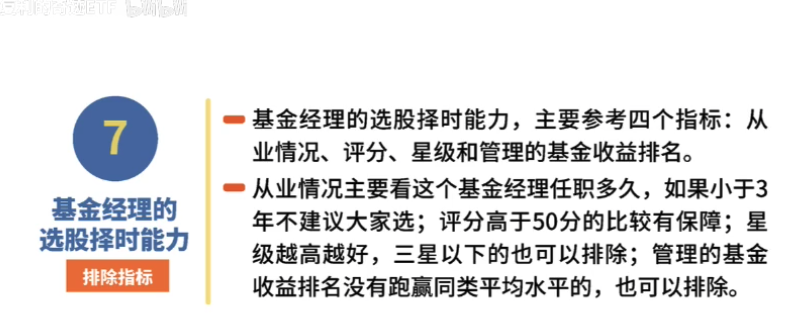 7
基金经理的
选股择时能力
排除指标
基金经理的选股择时能力，主要参考四个指标：从
业情况、评分、星级和管理的基金收益排名。
从业情况主要看这个基金经理任职多久，如果小于3
年不建议大家选；评分高于50分的比较有保障；星
级越高越好，三星以下的也可以排除；管理的基金
收益排名没有跑赢同类平均水平的，也可以排除。